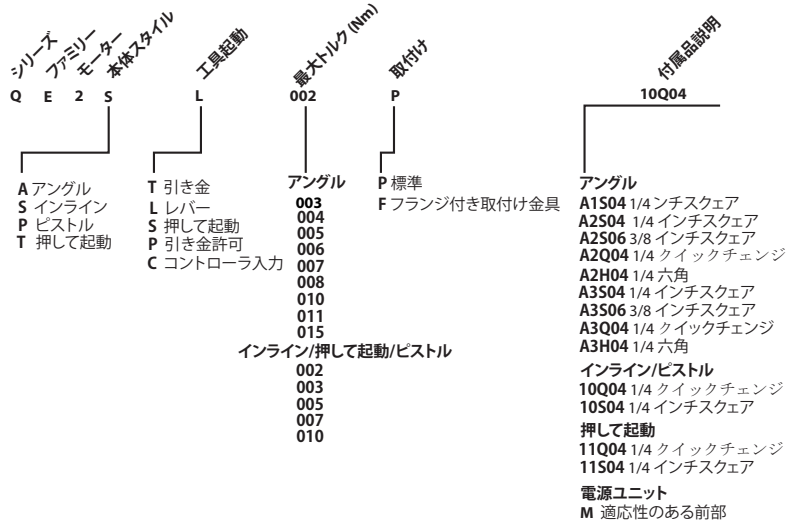 シリーズ
ファミリー
モーター
本体スタイル
工具起動
最大トルク (Nm)
取付け
付属品説明
Q E 2 S L 002 P 10Q04
A アングル
S インライン
P ピストル
T 押して起動
T 引き金
L レバー
S 押して起動
P 引き金許可
C コントローラ入力
アングル
003
004
005
006
007
008
010
011
015
インライン/押して起動/ピストル
002
003
005
007
010
P 標準
F フランジ付き取付け金具
アングル
A1S04 1/4 ンチスクェア
A2S04 1/4 インチスクェア
A2S06 3/8 インチスクェア
A2Q04 1/4 クイックチェンジ
A2H04 1/4 六角
A3S04 1/4 インチスクェア
A3S06 3/8 インチスクェア
A3Q04 1/4 クイックチェンジ
A3H04 1/4 六角
インライン/ピストル
10Q04 1/4 クイックチェンジ
10S04 1/4 インチスクェア
押して起動
11Q04 1/4 クイックチェンジ
11S04 1/4 インチスクェア
電源ユニット
M 適応性のある前部